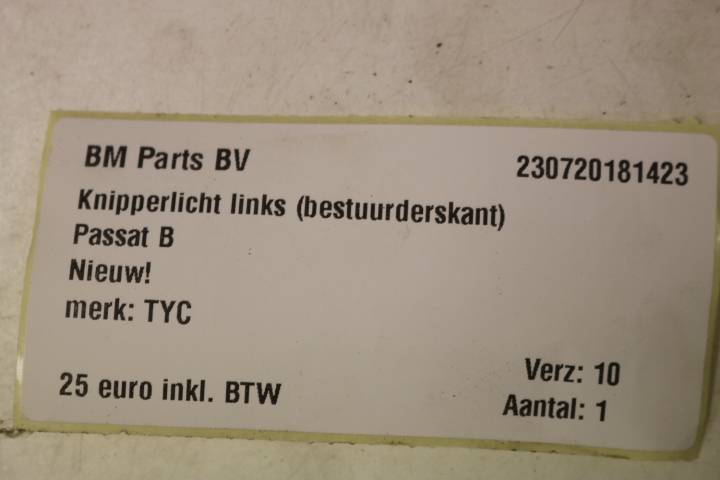 BM Parts BV 230720181423
Knipperlicht links (bestuurderskant)
Passat B
Nieuw!
merk: TYC
25 euro inkl. BTW
Verz: 10
Aantal: 1